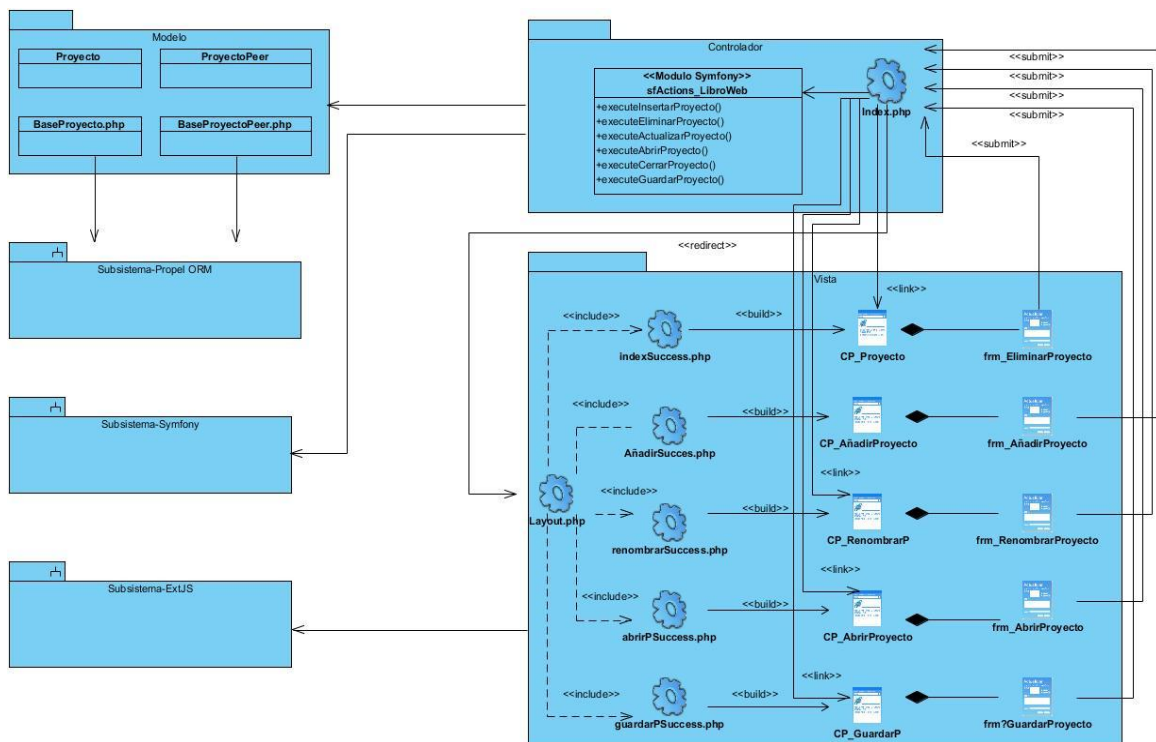 Modelo
Proyecto
ProyectoPeer
BaseProyecto.php
BaseProyectoPeer.php
Subsistema-Propel ORM
Subsistema-Symfony
Subsistema-ExtJS
Controlador
<<Modulo Symfony>>
sfActions_LibroWeb
+executeInsertarProyecto()
+executeEliminarProyecto()
+executeActualizarProyecto()
+executeAbrirProyecto()
+executeCerrarProyecto()
+executeGuardarProyecto()
Index.php
<<submit>>
<<submit>>
<<submit>>
<<submit>>
<<submit>>
<<redirect>>
Vista
<<link>>
<<include>>
<<build>>
indexSuccess.php
CP_Proyecto
frm_EliminarProyecto
<<include>>
<<build>>
AñadirSucces.php
CP_AñadirProyecto
frm_AñadirProyecto
<<link>>
<<include>>
<<build>>
Layout.php
renombrarSuccess.php
CP_RenombrarP
frm_RenombrarProyecto
<<link>>
<<include>>
<<build>>
abrirPSuccess.php
CP_AbrirProyecto
frm_AbrirProyecto
<<link>>
<<include>>
<<build>>
guardarPSuccess.php
CP_GuardarP
frm?GuardarProyecto